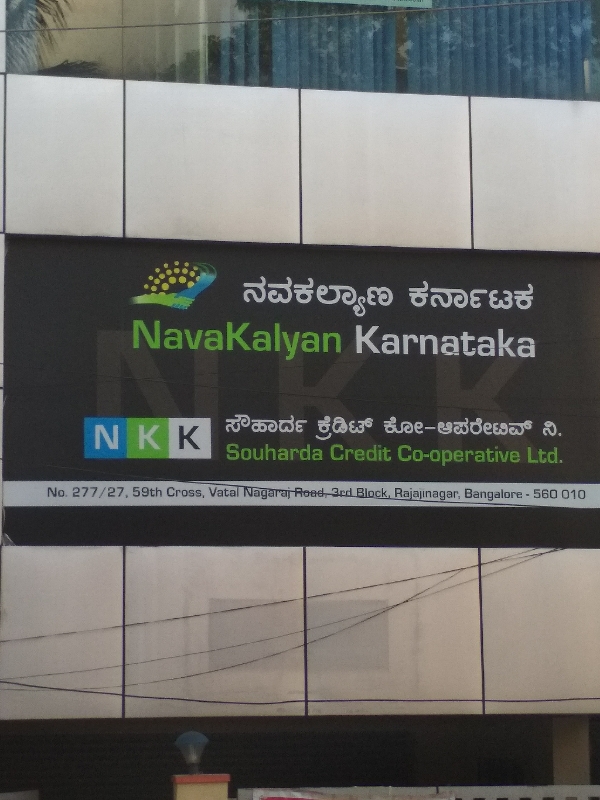 ನವಕಲ್ಯಾಣ ಕರ್ನಾಟಕ
NavaKalyan Karnataka
NKK
ಸೌಹಾರ್ದ ಕ್ರೆಡಿಟ್ ಕೋ-ಆಪರೇಟಿವ್ ನಿ.
Souharda Credit Co-operative Ltd.
No. 277/27, 59th Cross, Vatal Nagaraj Road, 3rd Block, Rajajinagar, Bangalore - 560 010